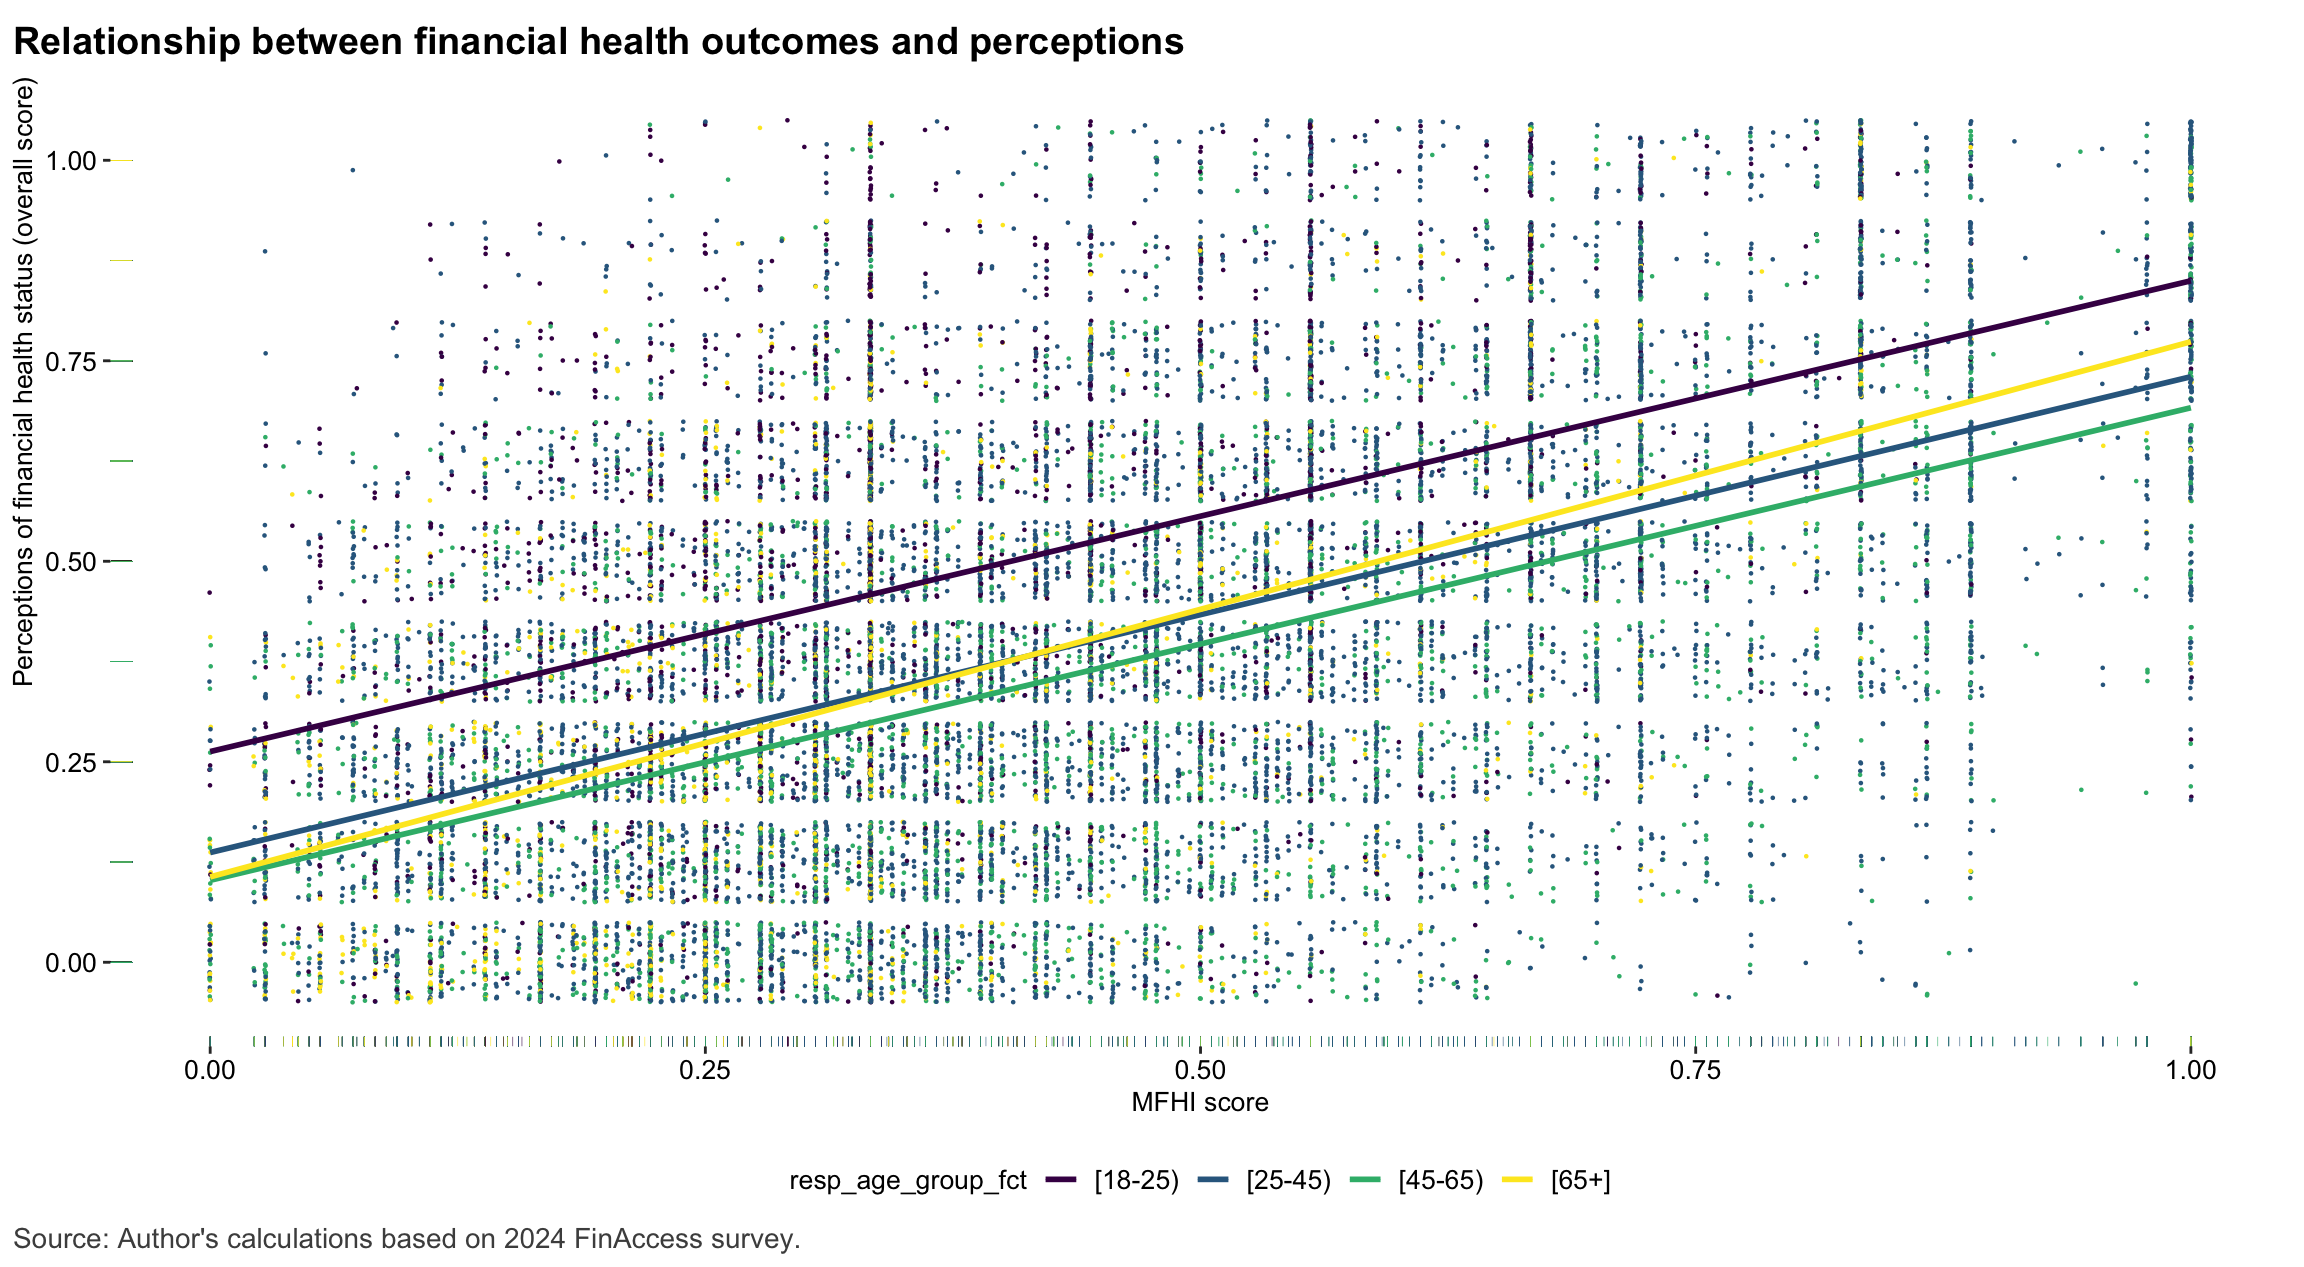 Relationship between financial health outcomes and perceptions
Perceptions of financial health status (overall score)
1.00
0.75
0.50
0.25
0.00
0.00 0.25 0.50 0.75 1.00
MFHI score
resp_age_group_fct [18-25) [25-45) [45-65) [65+]
Source: Author's calculations based on 2024 FinAccess survey.